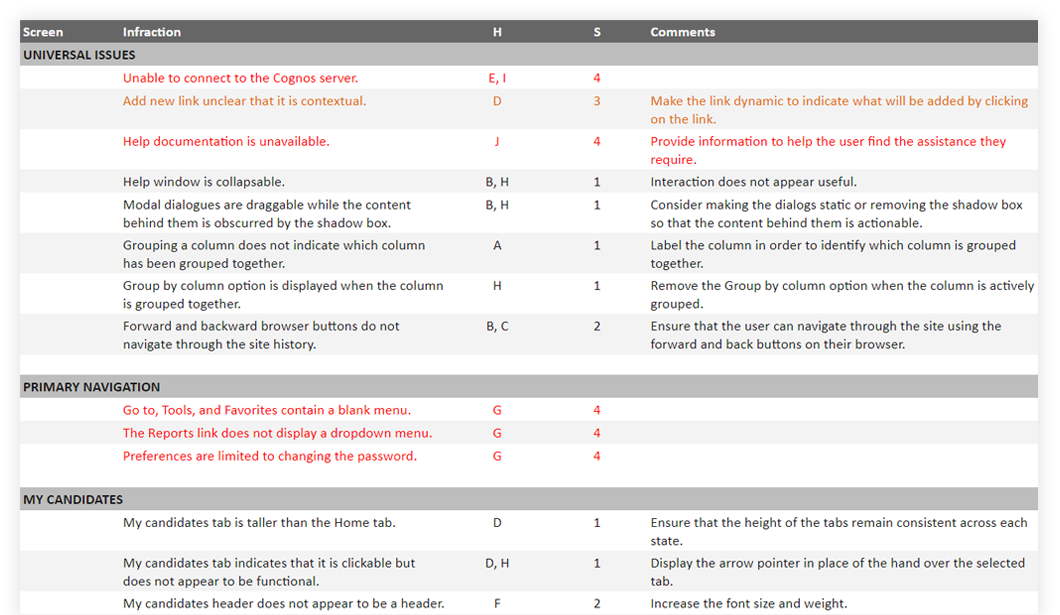 Screen Infraction H S Comments
UNIVERSAL ISSUES
Unable to connect to the Cognos server. E, I 4
Add new link unclear that it is contextual. D 3 Make the link dynamic to indicate what will be added by clicking
on the link.
Help documentation is unavailable. J 4 Provide information to help the user find the assistance they
require.
Help window is collapsable. B, H 1 Interaction does not appear useful.
Modal dialogues are draggable while the content B, H 1 Consider making the dialogs static or removing the shadow box
behind them is obscurred by the shadow box. so that the content behind them is actionable.
Grouping a column does not indicate which column A 1 Label the column in order to identify which column is grouped
has been grouped together. together.
Group by column option is displayed when the column H 1 Remove the Group by column option when the column is actively
is grouped together. grouped.
Forward and backward browser buttons do not B, C 2 Ensure that the user can navigate through the site using the
navigate through the site history. forward and back buttons on their browser.
PRIMARY NAVIGATION
Go to, Tools, and Favorites contain a blank menu. G 4
The Reports link does not display a dropdown menu. G 4
Preferences are limited to changing the password. G 4
MY CANDIDATES
My candidates tab is taller than the Home tab. D 1 Ensure that the height of the tabs remain consistent across each
state.
My candidates tab indicates that it is clickable but D, H 1 Display the arrow pointer in place of the hand over the selected
does not appear to be functional. tab.
My candidates header does not appear to be a header. F 2 Increase the font size and weight.